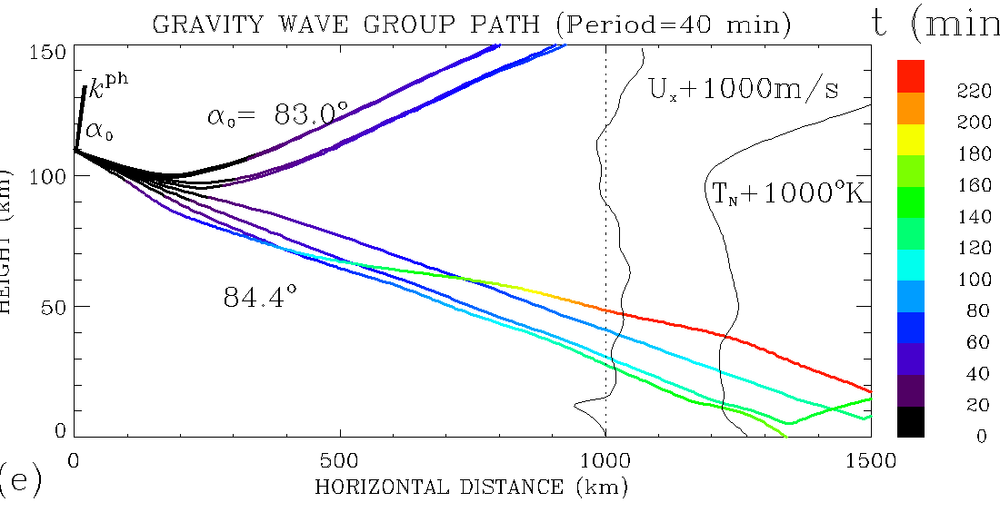 GRAVITY WAVE GROUP PATH (Period=40 min)
t (min
150
100
50
0
HEIGHT (km)
k^ph
α₀
α₀= 83.0°
84.4°
Uₓ+1000m/s
T_N+1000°K
220
200
180
160
140
120
100
80
60
40
20
0
0
500
1000
1500
HORIZONTAL DISTANCE (km)
(e)